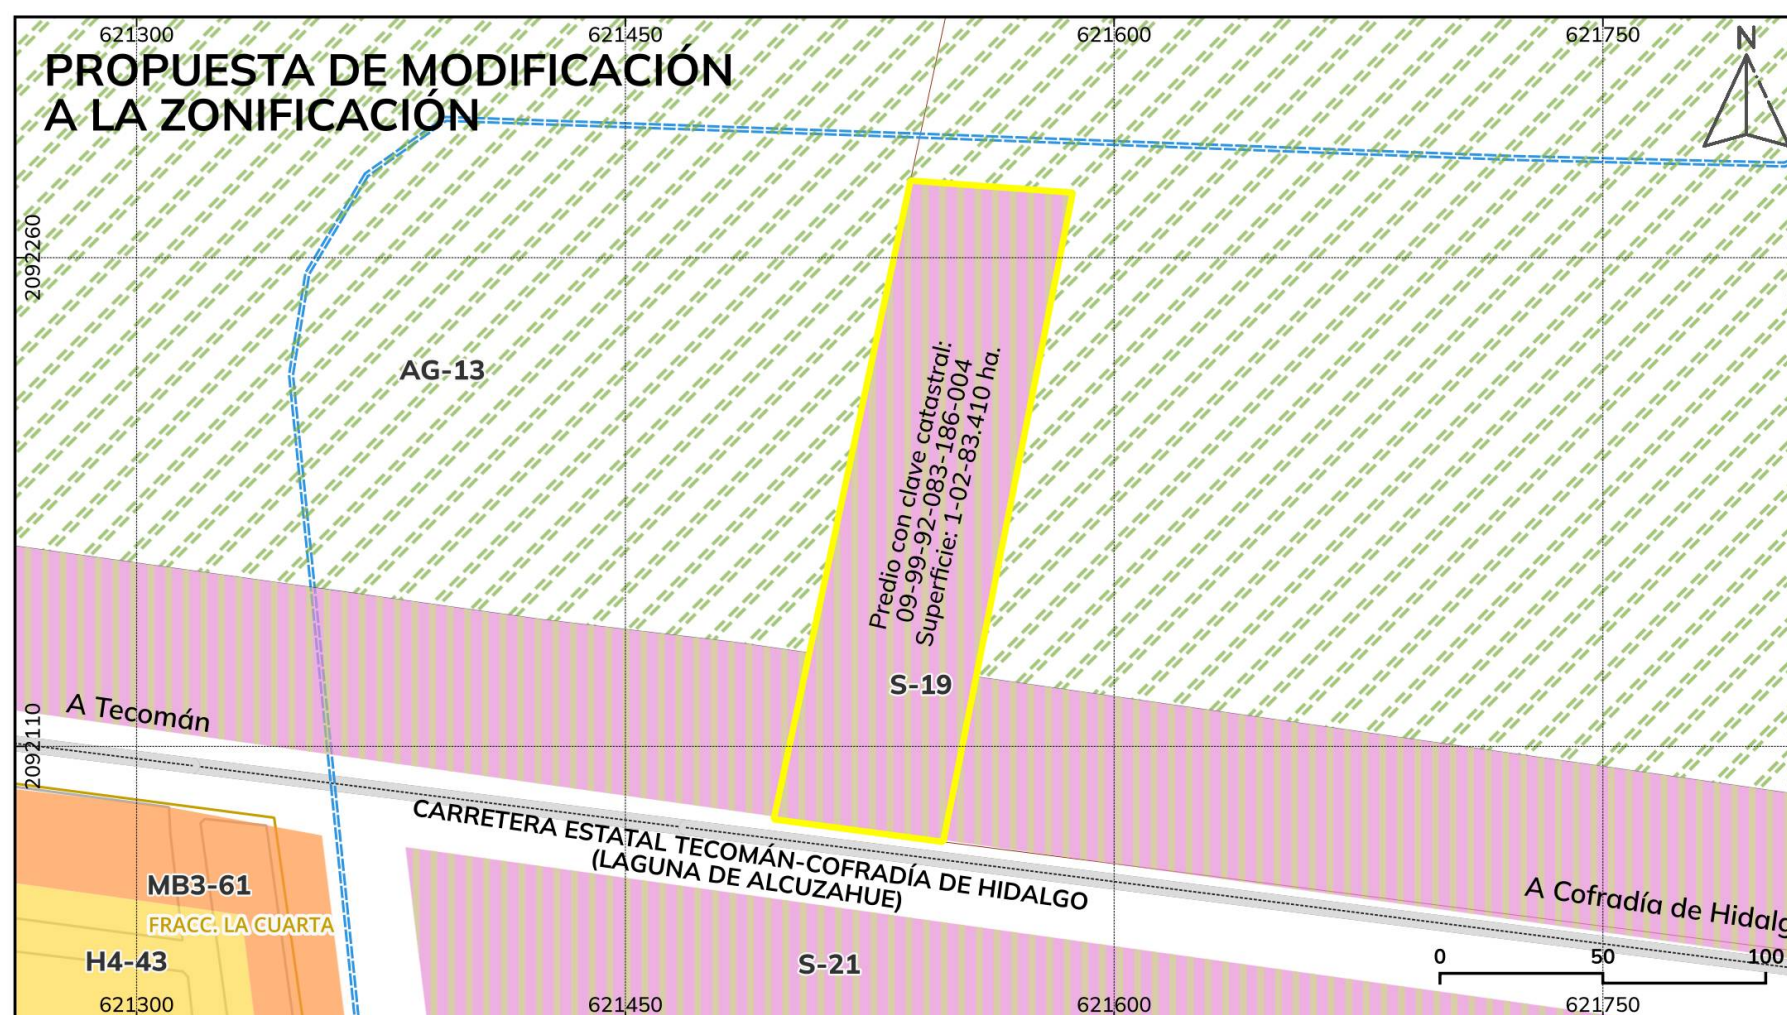 621300
621450
621600
621750
N
PROPUESTA DE MODIFICACIÓN
A LA ZONIFICACIÓN
2092260
AG-13
Predio con clave catastral:
09-99-92-083-186-004
Superficie: 1-02-83.410 ha.
S-19
2092110
A Tecomán
CARRETERA ESTATAL TECOMÁN-COFRADÍA DE HIDALGO
(LAGUNA DE ALCUZAHUE)
A Cofradía de Hidalg
MB3-61
FRACC. LA CUARTA
H4-43
S-21
0
50
100
621300
621450
621600
621750